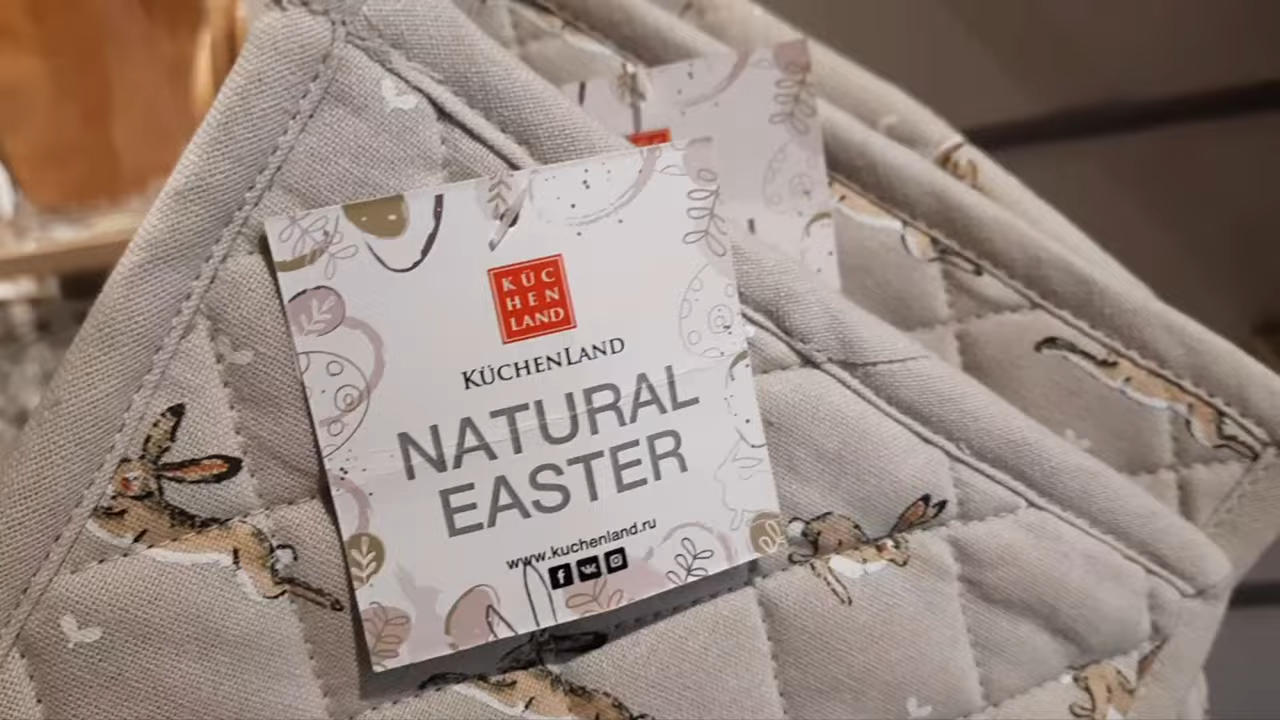 KÜC
HEN
LAND
KÜCHENLAND
NATURAL
EASTER
www.kuchenland.ru